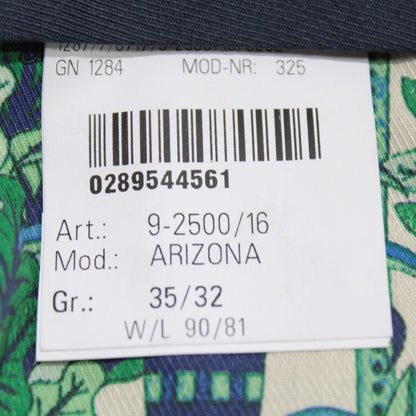 GN 1284 MOD-NR: 325
0289544561
Art.: 9-2500/16
Mod.: ARIZONA
Gr.: 35/32
W/L 90/81